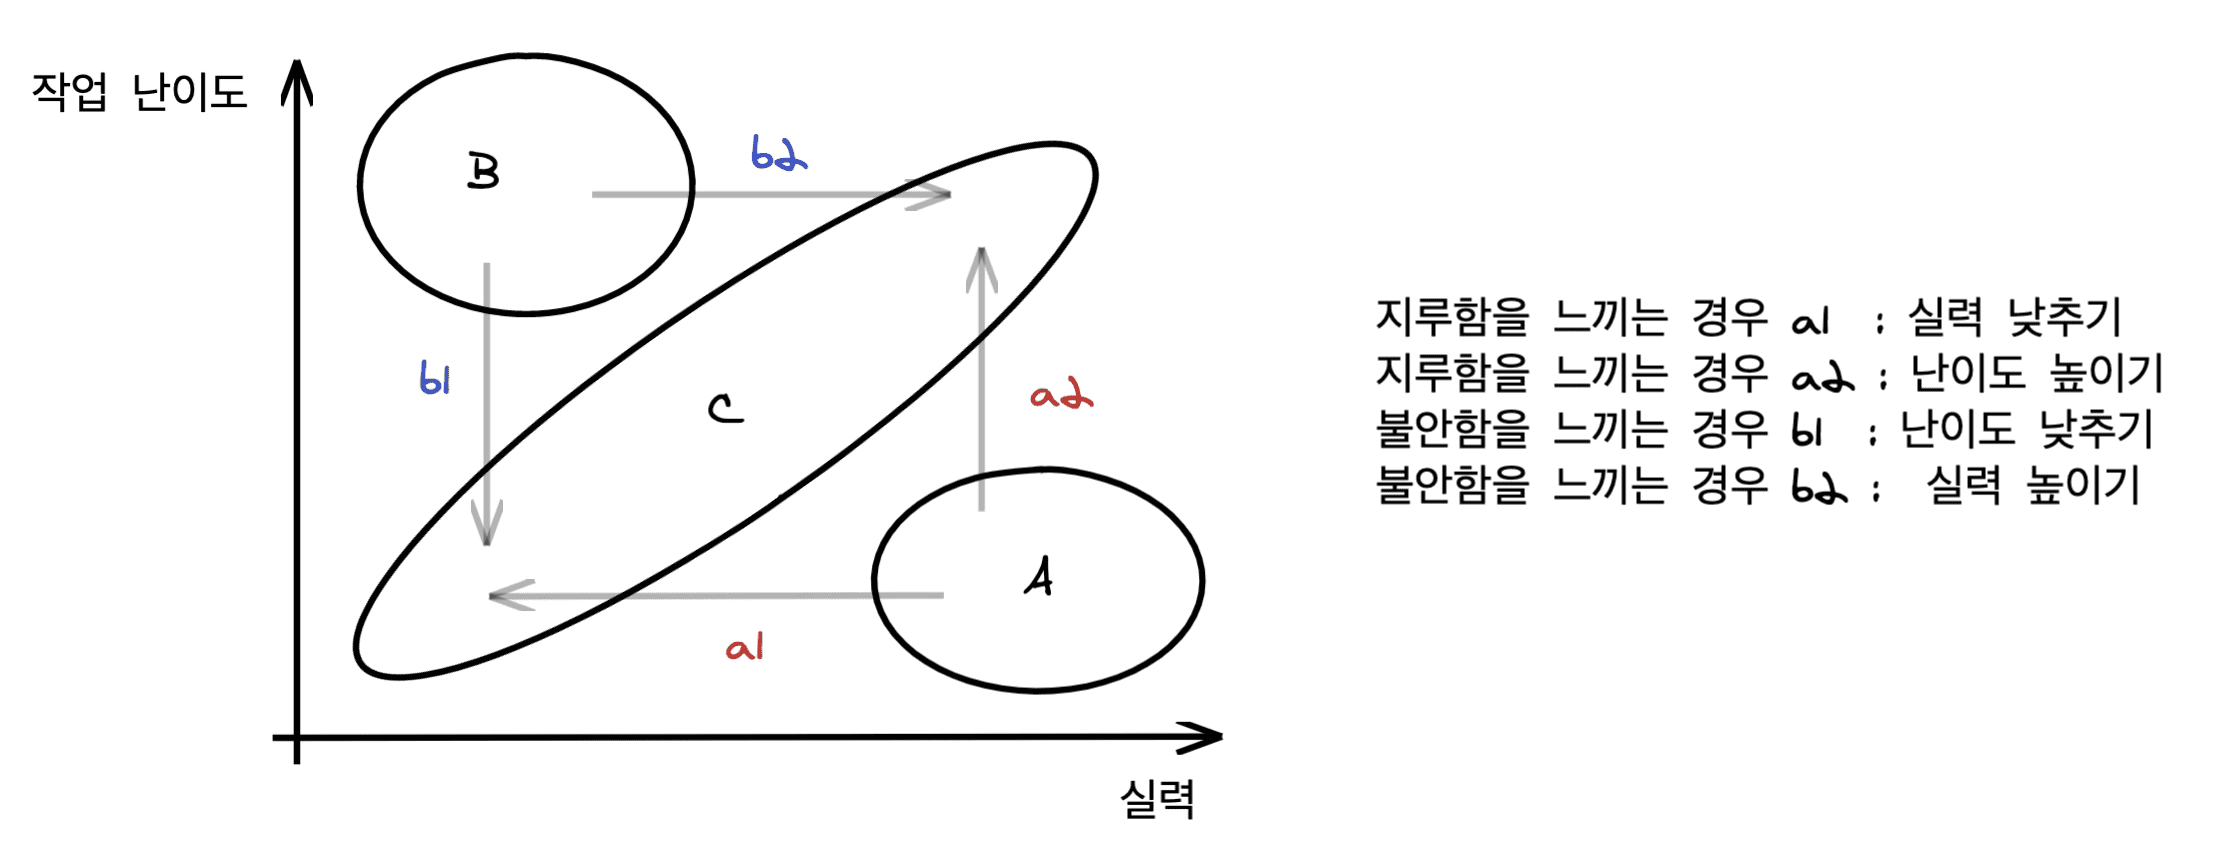 작업 난이도
B
b2
b1
C
a2
A
a1
실력
지루함을 느끼는 경우 a1 : 실력 낮추기
지루함을 느끼는 경우 a2 : 난이도 높이기
불안함을 느끼는 경우 b1 : 난이도 낮추기
불안함을 느끼는 경우 b2 : 실력 높이기